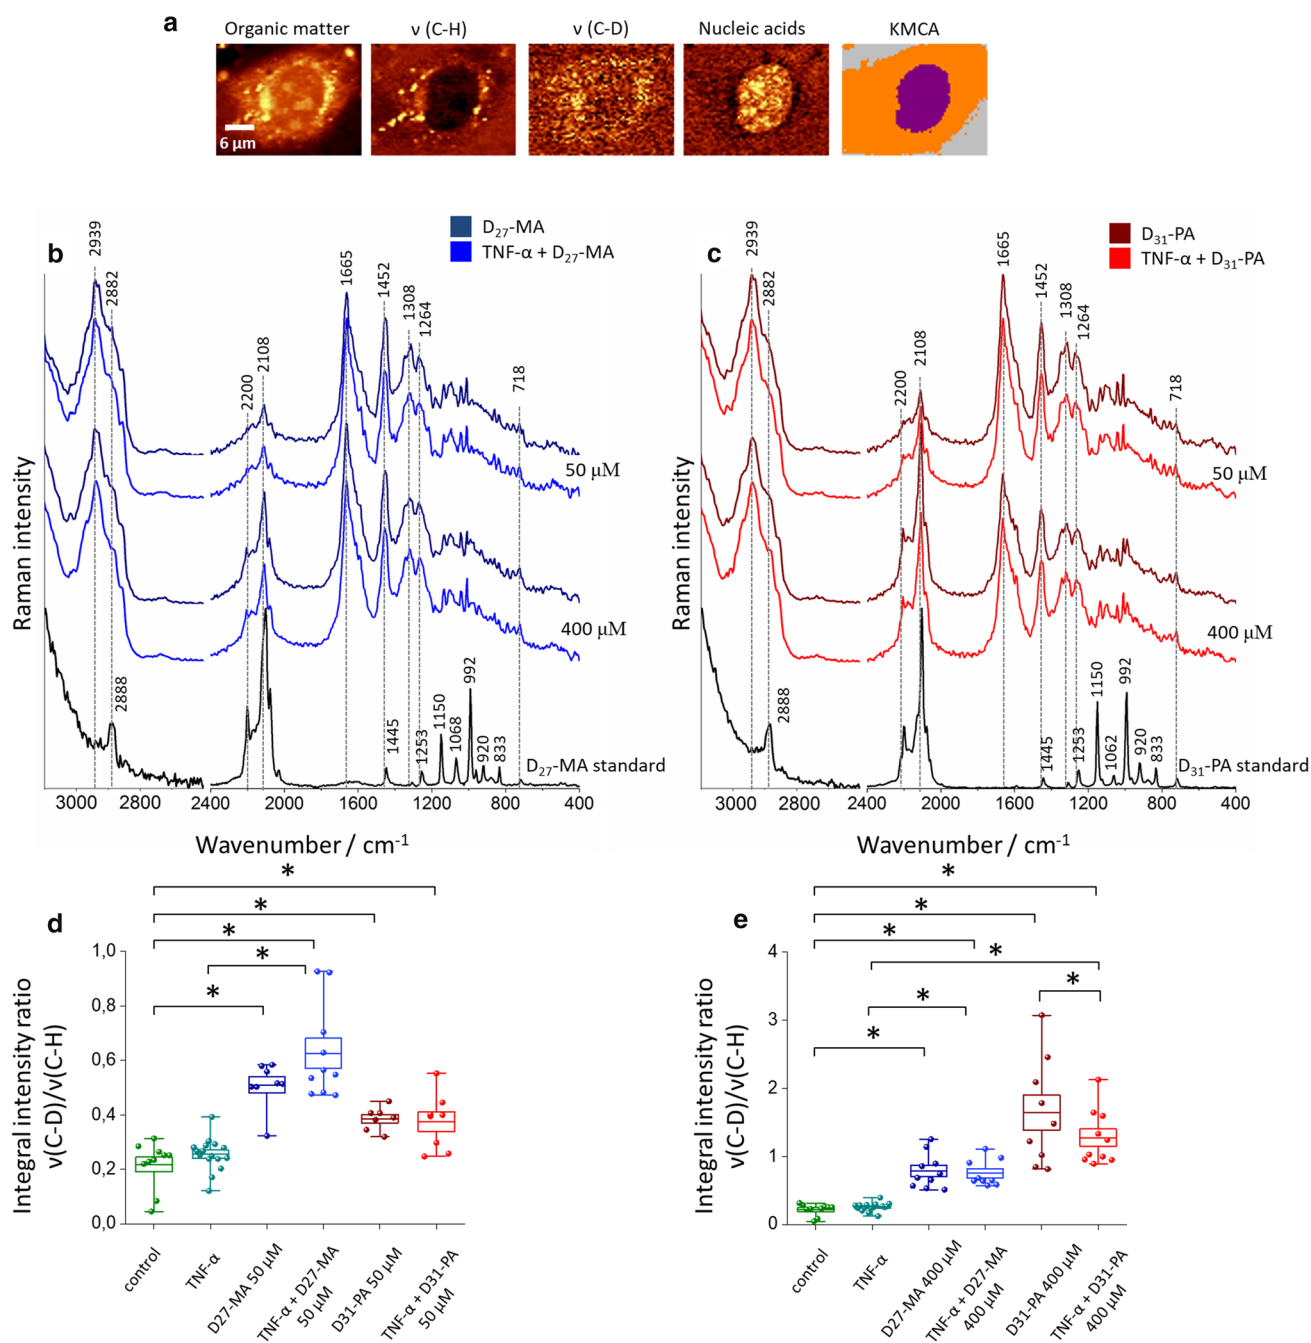 a
Organic matter
ν (C-H)
ν (C-D)
Nucleic acids
KMCA
6 µm
b
D27-MA
TNF-α + D27-MA
2939
2882
2200
2108
1665
1452
1308
1264
718
50 µM
400 µM
2888
1445
1253
1150
1068
992
920
833
D27-MA standard
Raman intensity
3000 2800 2400 2000 1600 1200 800 400
Wavenumber / cm-1
c
D31-PA
TNF-α + D31-PA
2939
2882
2200
2108
1665
1452
1308
1264
718
50 µM
400 µM
2888
1445
1253
1150
1062
992
920
833
D31-PA standard
Raman intensity
3000 2800 2400 2000 1600 1200 800 400
Wavenumber / cm-1
d
*
*
*
*
*
Integral intensity ratio
ν(C-D)/ν(C-H)
1,0
0,8
0,6
0,4
0,2
0,0
control
TNF-α
D27-MA 50 µM
TNF-α + D27-MA
50 µM
D31-PA 50 µM
TNF-α + D31-PA
50 µM
e
*
*
*
*
*
*
*
Integral intensity ratio
ν(C-D)/ν(C-H)
4
3
2
1
0
control
TNF-α
D27-MA 400 µM
TNF-α + D27-MA
400 µM
D31-PA 400 µM
TNF-α + D31-PA
400 µM